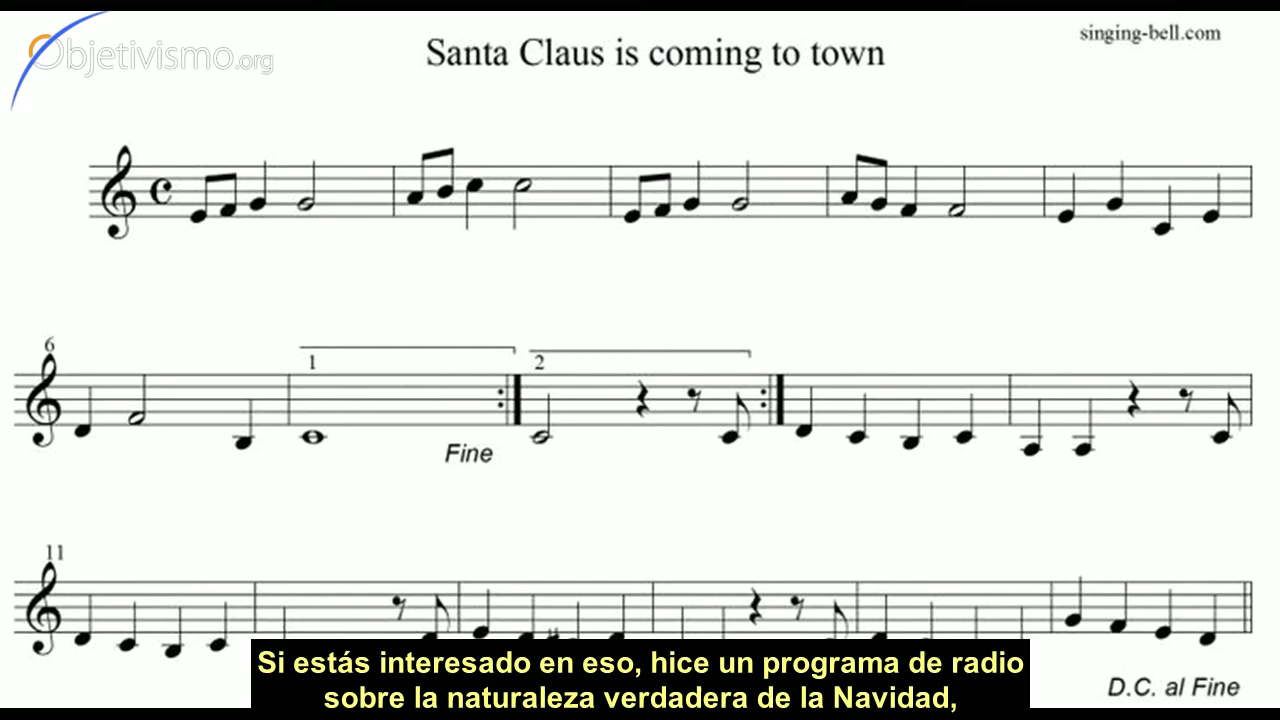 Objetivismo.org
singing-bell.com
Santa Claus is coming to town
6
1
2
Fine
11
D.C. al Fine
Si estás interesado en eso, hice un programa de radio
sobre la naturaleza verdadera de la Navidad,